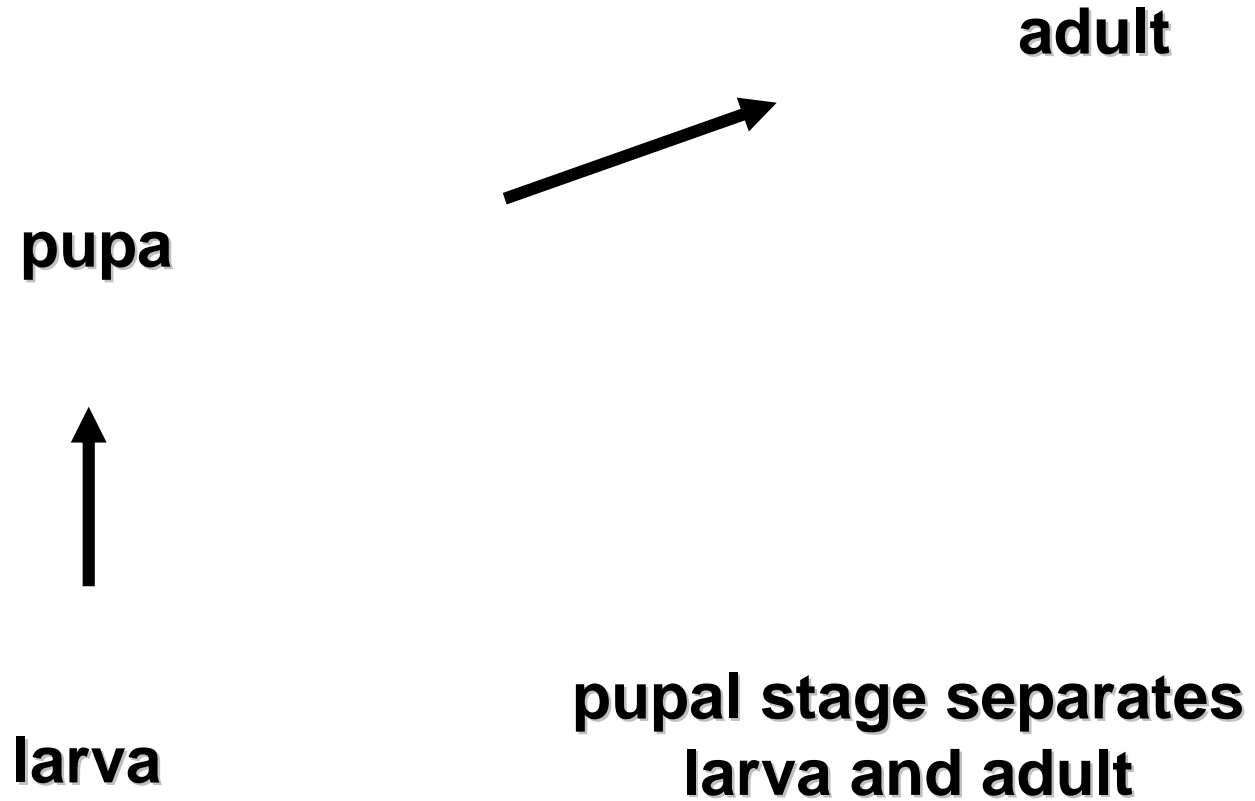 adult
pupa
larva
pupal stage separates
larva and adult